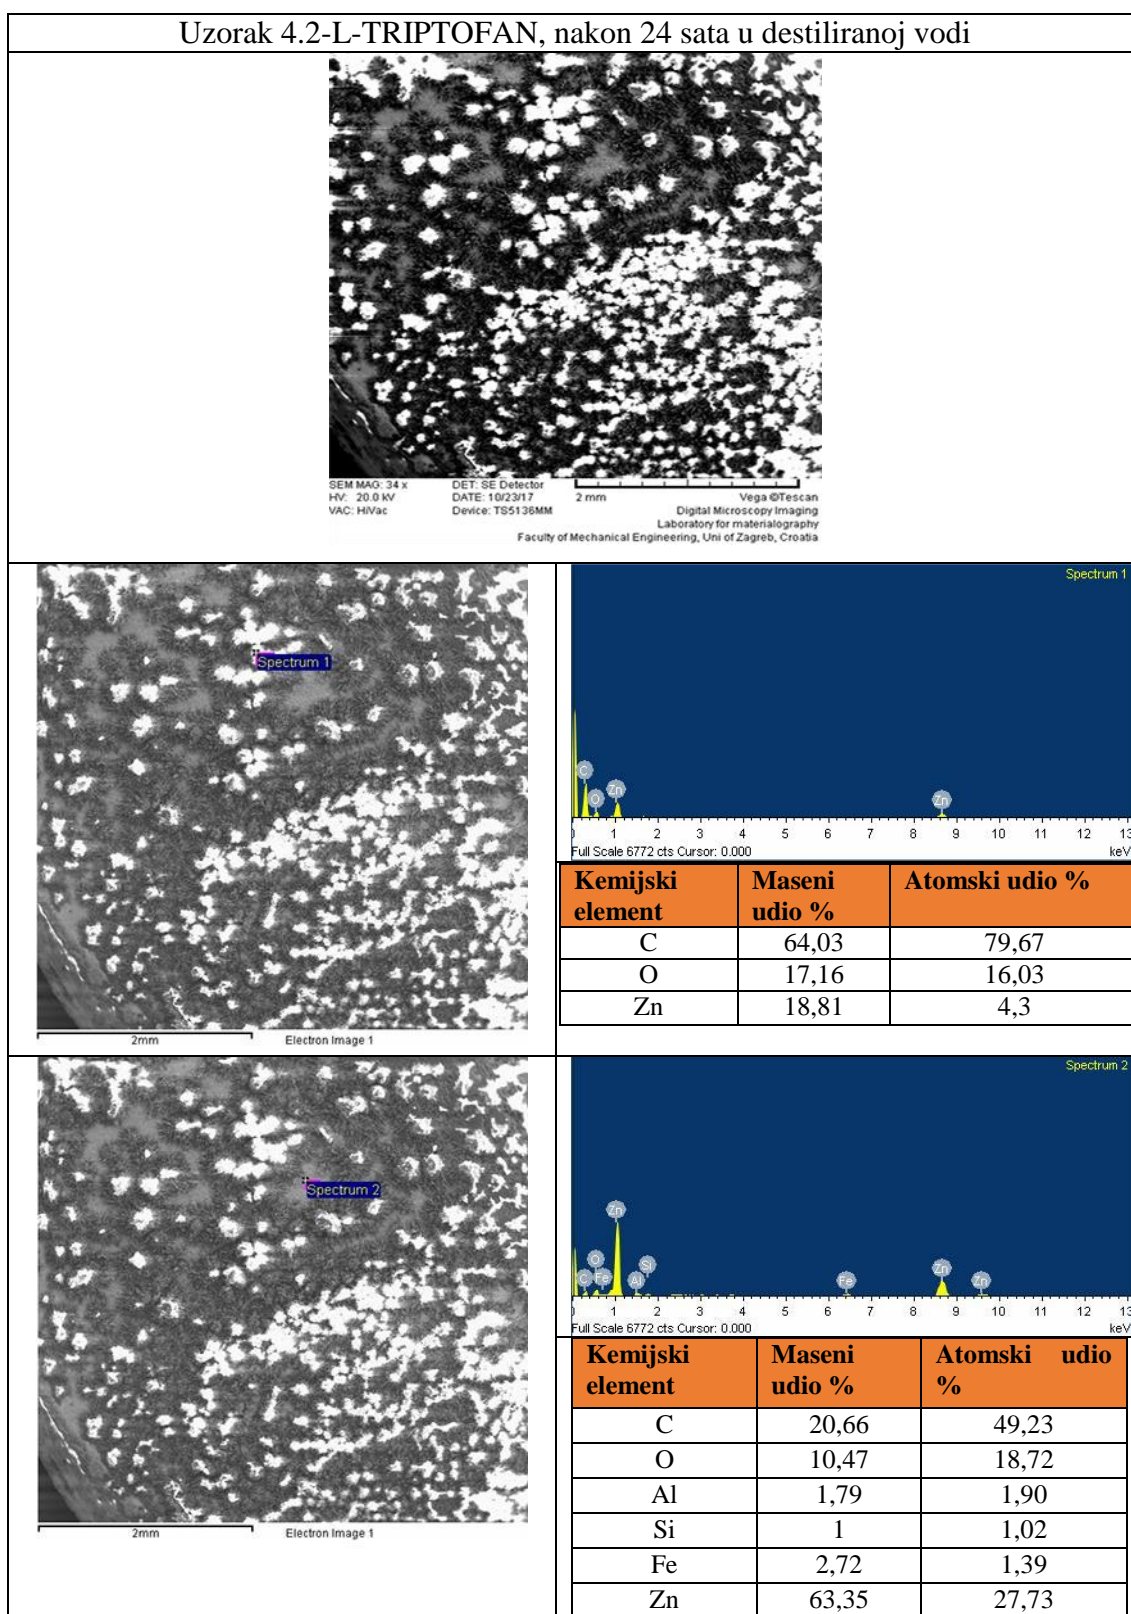 Uzorak 4.2-L-TRIPTOFAN, nakon 24 sata u destiliranoj vodi
SEM MAG: 34 x DET: SE Detector
HV: 20.0 kV DATE: 10/23/17 2 mm Vega ©Tescan
VAC: HiVac Device: TS5136MM Digital Microscopy Imaging
Laboratory for materialography
Faculty of Mechanical Engineering, Uni of Zagreb, Croatia
Spectrum 1
2mm Electron Image 1
Spectrum 1
C O Zn Zn
0 1 2 3 4 5 6 7 8 9 10 11 12 13
Full Scale 6772 cts Cursor: 0.000 keV
Kemijski element Maseni udio % Atomski udio %
C 64,03 79,67
O 17,16 16,03
Zn 18,81 4,3
Spectrum 2
2mm Electron Image 1
Spectrum 2
C O Fe Zn Al Si Fe Zn Zn
0 1 2 3 4 5 6 7 8 9 10 11 12 13
Full Scale 6772 cts Cursor: 0.000 keV
Kemijski element Maseni udio % Atomski udio %
C 20,66 49,23
O 10,47 18,72
Al 1,79 1,90
Si 1 1,02
Fe 2,72 1,39
Zn 63,35 27,73